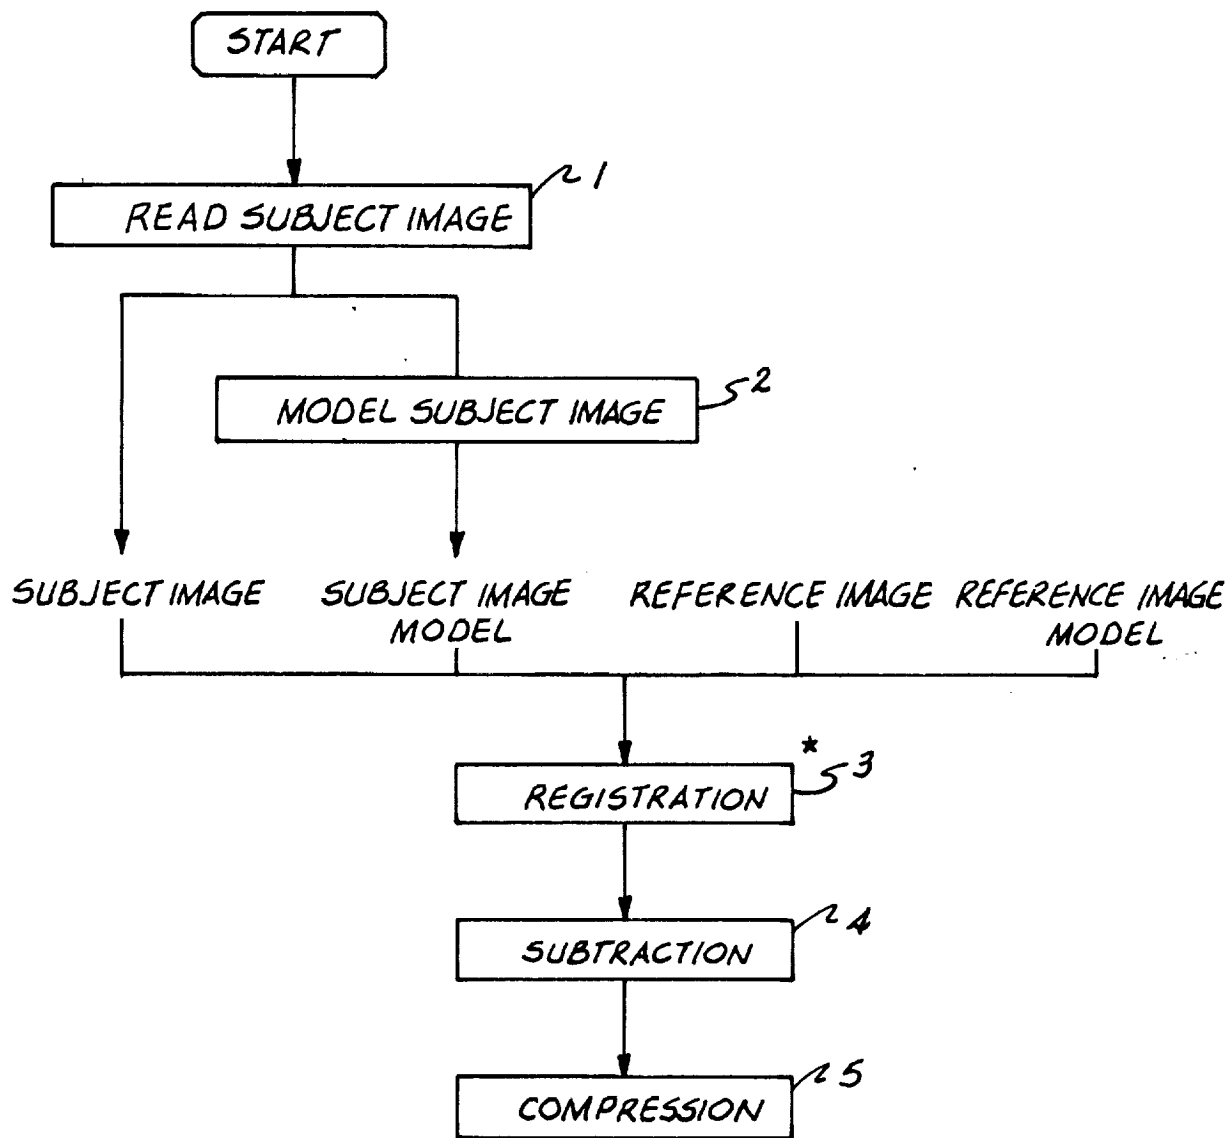 START
1
READ SUBJECT IMAGE
2
MODEL SUBJECT IMAGE
SUBJECT IMAGE
SUBJECT IMAGE
MODEL
REFERENCE IMAGE
REFERENCE IMAGE
MODEL
*
3
REGISTRATION
4
SUBTRACTION
5
COMPRESSION